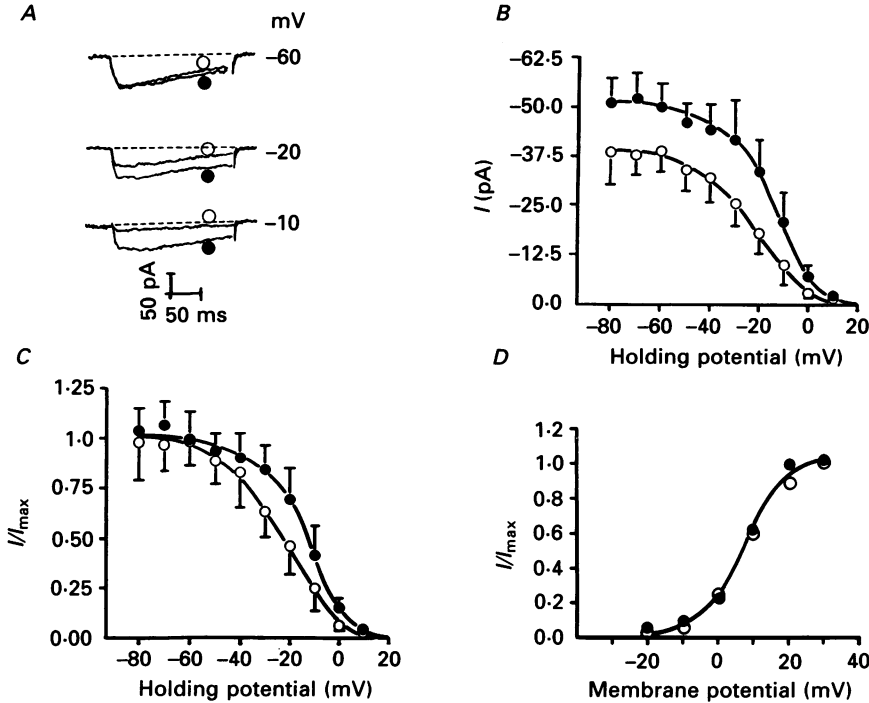 A
mV
−60
−20
−10
50 pA
50 ms
B
−62·5
−50·0
−37·5
−25·0
−12·5
0·0
I (pA)
−80 −60 −40 −20 0 20
Holding potential (mV)
C
1·25
1·0
0·75
0·50
0·25
0·00
I/Imax
−80 −60 −40 −20 0 20
Holding potential (mV)
D
1·2
1·0
0·8
0·6
0·4
0·2
0·0
I/Imax
−20 0 20 40
Membrane potential (mV)